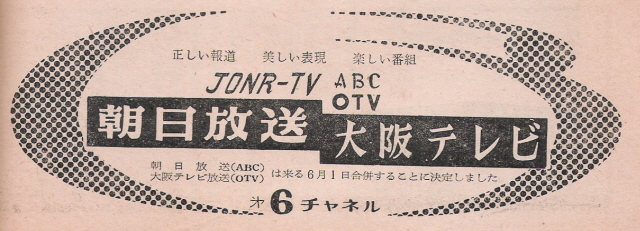 正しい報道 美しい表現 楽しい番組
JONR-TV ABC
OTV
朝日放送 大阪テレビ
朝日放送(ABC)
大阪テレビ放送(OTV) は来る6月1日合併することに決定しました
才6チャネル